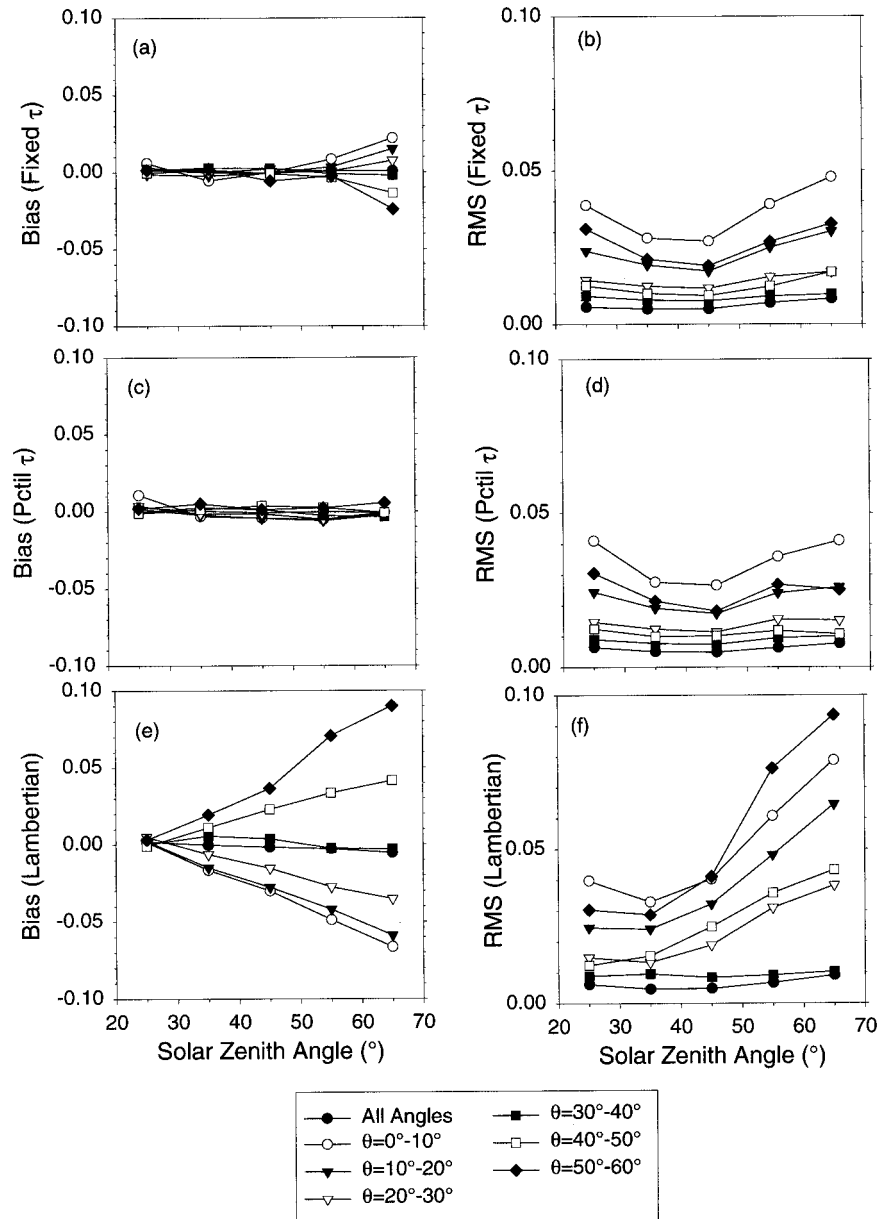 (a)
0.10
0.05
0.00
-0.05
-0.10
Bias (Fixed τ)
(b)
0.10
0.05
0.00
RMS (Fixed τ)
(c)
0.10
0.05
0.00
-0.05
-0.10
Bias (Pctil τ)
(d)
0.10
0.05
0.00
RMS (Pctil τ)
(e)
0.10
0.05
0.00
-0.05
-0.10
Bias (Lambertian)
20 30 40 50 60 70
Solar Zenith Angle (°)
(f)
0.10
0.05
0.00
RMS (Lambertian)
20 30 40 50 60 70
Solar Zenith Angle (°)
All Angles
θ=0°-10°
θ=10°-20°
θ=20°-30°
θ=30°-40°
θ=40°-50°
θ=50°-60°